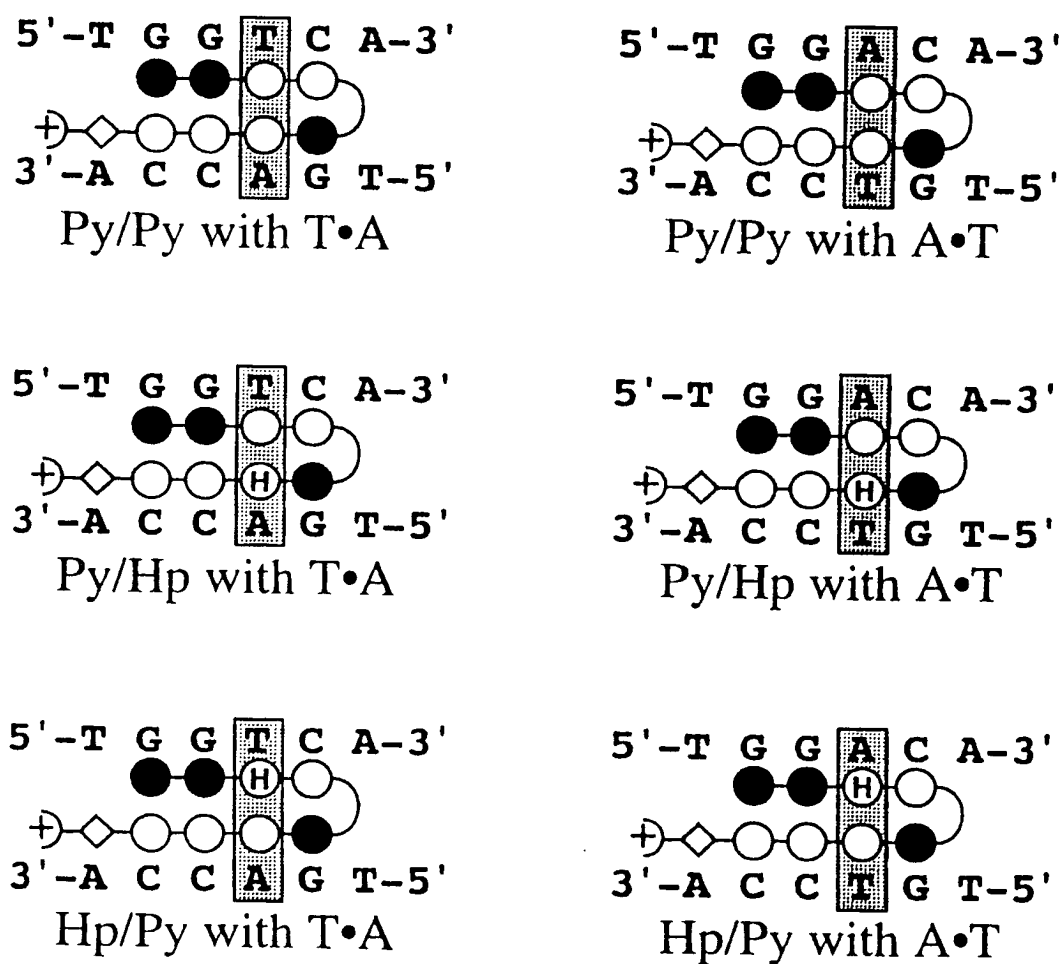 5'-T G G T C A-3'
+
3'-A C C A G T-5'
Py/Py with T•A
5'-T G G A C A-3'
+
3'-A C C T G T-5'
Py/Py with A•T
5'-T G G T C A-3'
+ H
3'-A C C A G T-5'
Py/Hp with T•A
5'-T G G A C A-3'
+ H
3'-A C C T G T-5'
Py/Hp with A•T
5'-T G G T C A-3'
H
+
3'-A C C A G T-5'
Hp/Py with T•A
5'-T G G A C A-3'
H
+
3'-A C C T G T-5'
Hp/Py with A•T